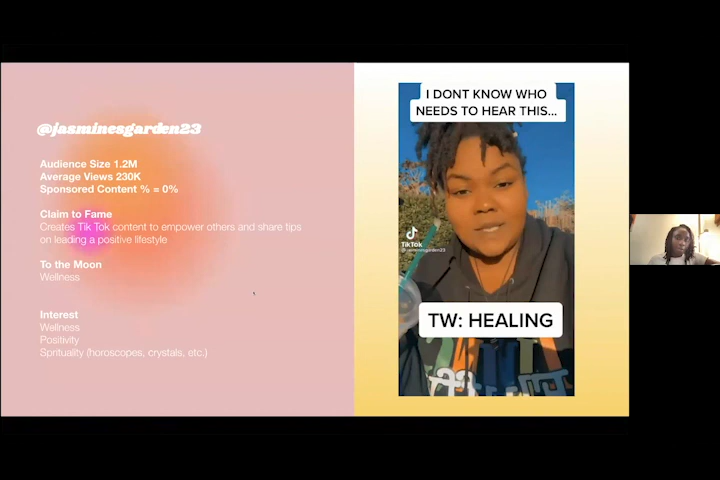 @jasminesgarden23
Audience Size 1.2M
Average Views 230K
Sponsored Content % = 0%
Claim to Fame
Creates Tik Tok content to empower others and share tips
on leading a positive lifestyle
To the Moon
Wellness
Interest
Wellness
Positivity
Sprituality (horoscopes, crystals, etc.)
I DONT KNOW WHO
NEEDS TO HEAR THIS...
TikTok
@jasminesgarden23
TW: HEALING